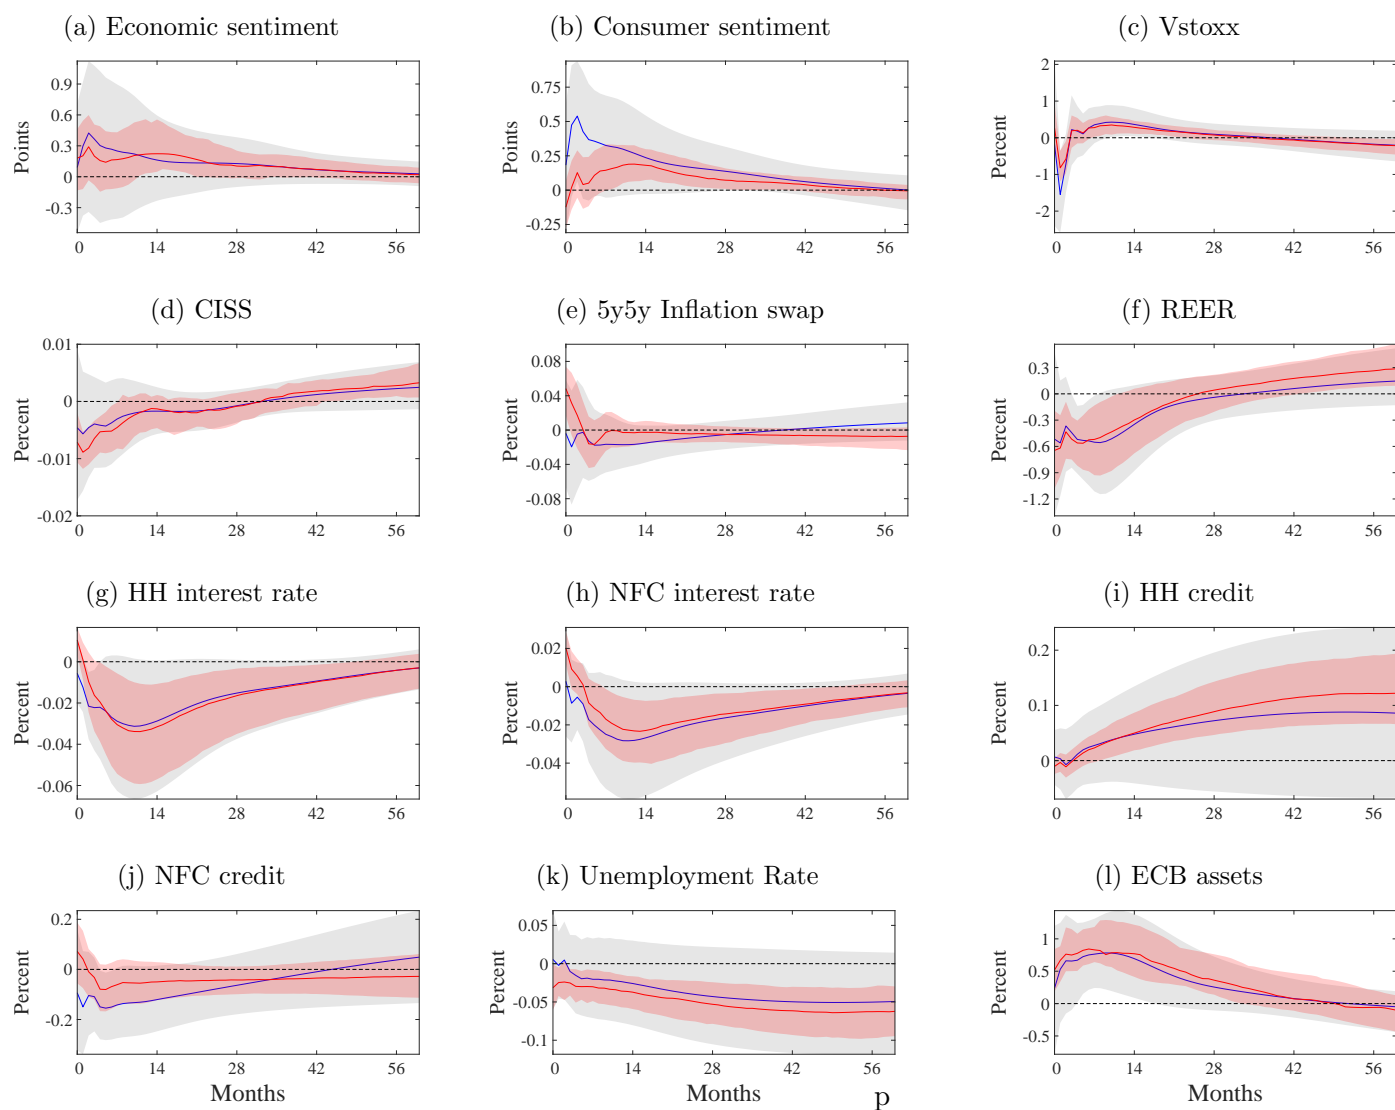 (a) Economic sentiment
(b) Consumer sentiment
(c) Vstoxx
Points
0.9
0.6
0.3
0
-0.3
0 14 28 42 56
Points
0.75
0.5
0.25
0
-0.25
0 14 28 42 56
Percent
2
1
0
-1
-2
0 14 28 42 56
(d) CISS
(e) 5y5y Inflation swap
(f) REER
Percent
0.01
0
-0.01
-0.02
0 14 28 42 56
Percent
0.08
0.04
0
-0.04
-0.08
0 14 28 42 56
Percent
0.3
0
-0.3
-0.6
-0.9
-1.2
0 14 28 42 56
(g) HH interest rate
(h) NFC interest rate
(i) HH credit
Percent
0
-0.02
-0.04
-0.06
0 14 28 42 56
Percent
0.02
0
-0.02
-0.04
0 14 28 42 56
Percent
0.2
0.1
0
0 14 28 42 56
(j) NFC credit
(k) Unemployment Rate
(l) ECB assets
Percent
0.2
0
-0.2
0 14 28 42 56
Months
Percent
0.05
0
-0.05
-0.1
0 14 28 42 56
p
Percent
1
0.5
0
-0.5
0 14 28 42 56
Months